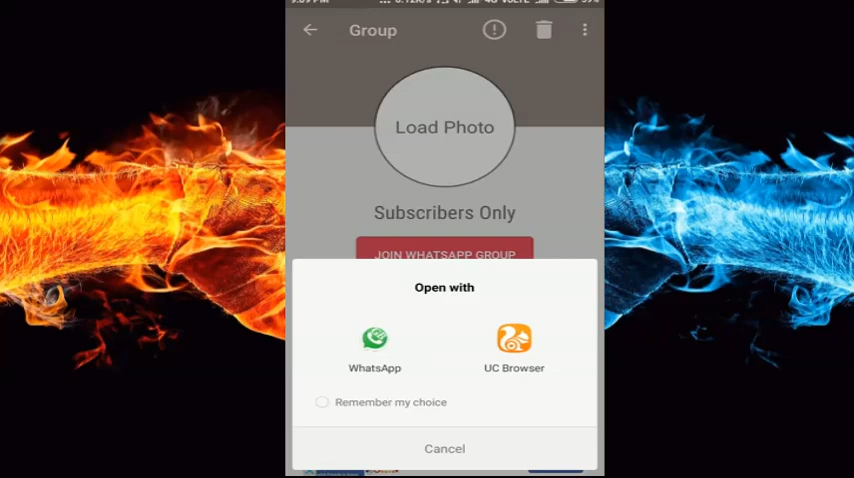 Group
Load Photo
Subscribers Only
JOIN WHATSAPP GROUP
Open with
WhatsApp
UC Browser
Remember my choice
Cancel